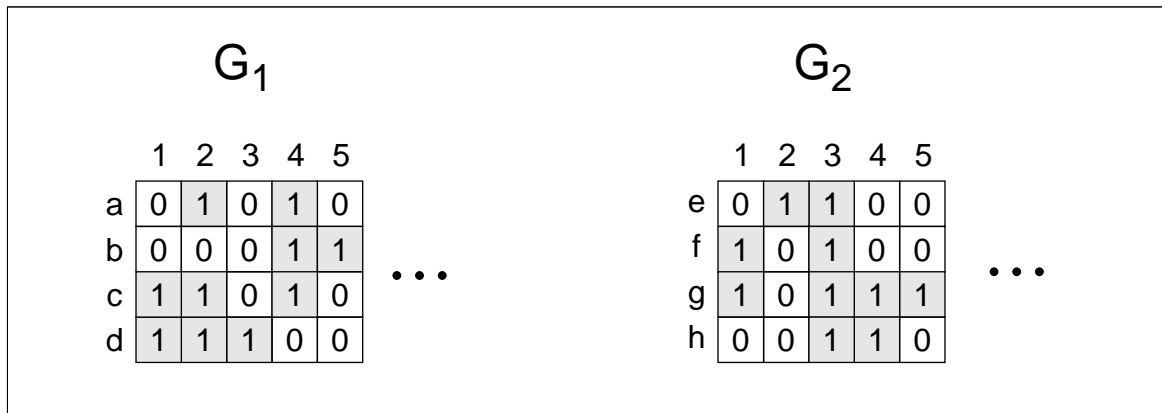 G1 G2
1 2 3 4 5 1 2 3 4 5
a 0 1 0 1 0 e 0 1 1 0 0
b 0 0 0 1 1 f 1 0 1 0 0
... ...
c 1 1 0 1 0 g 1 0 1 1 1
d 1 1 1 0 0 h 0 0 1 1 0